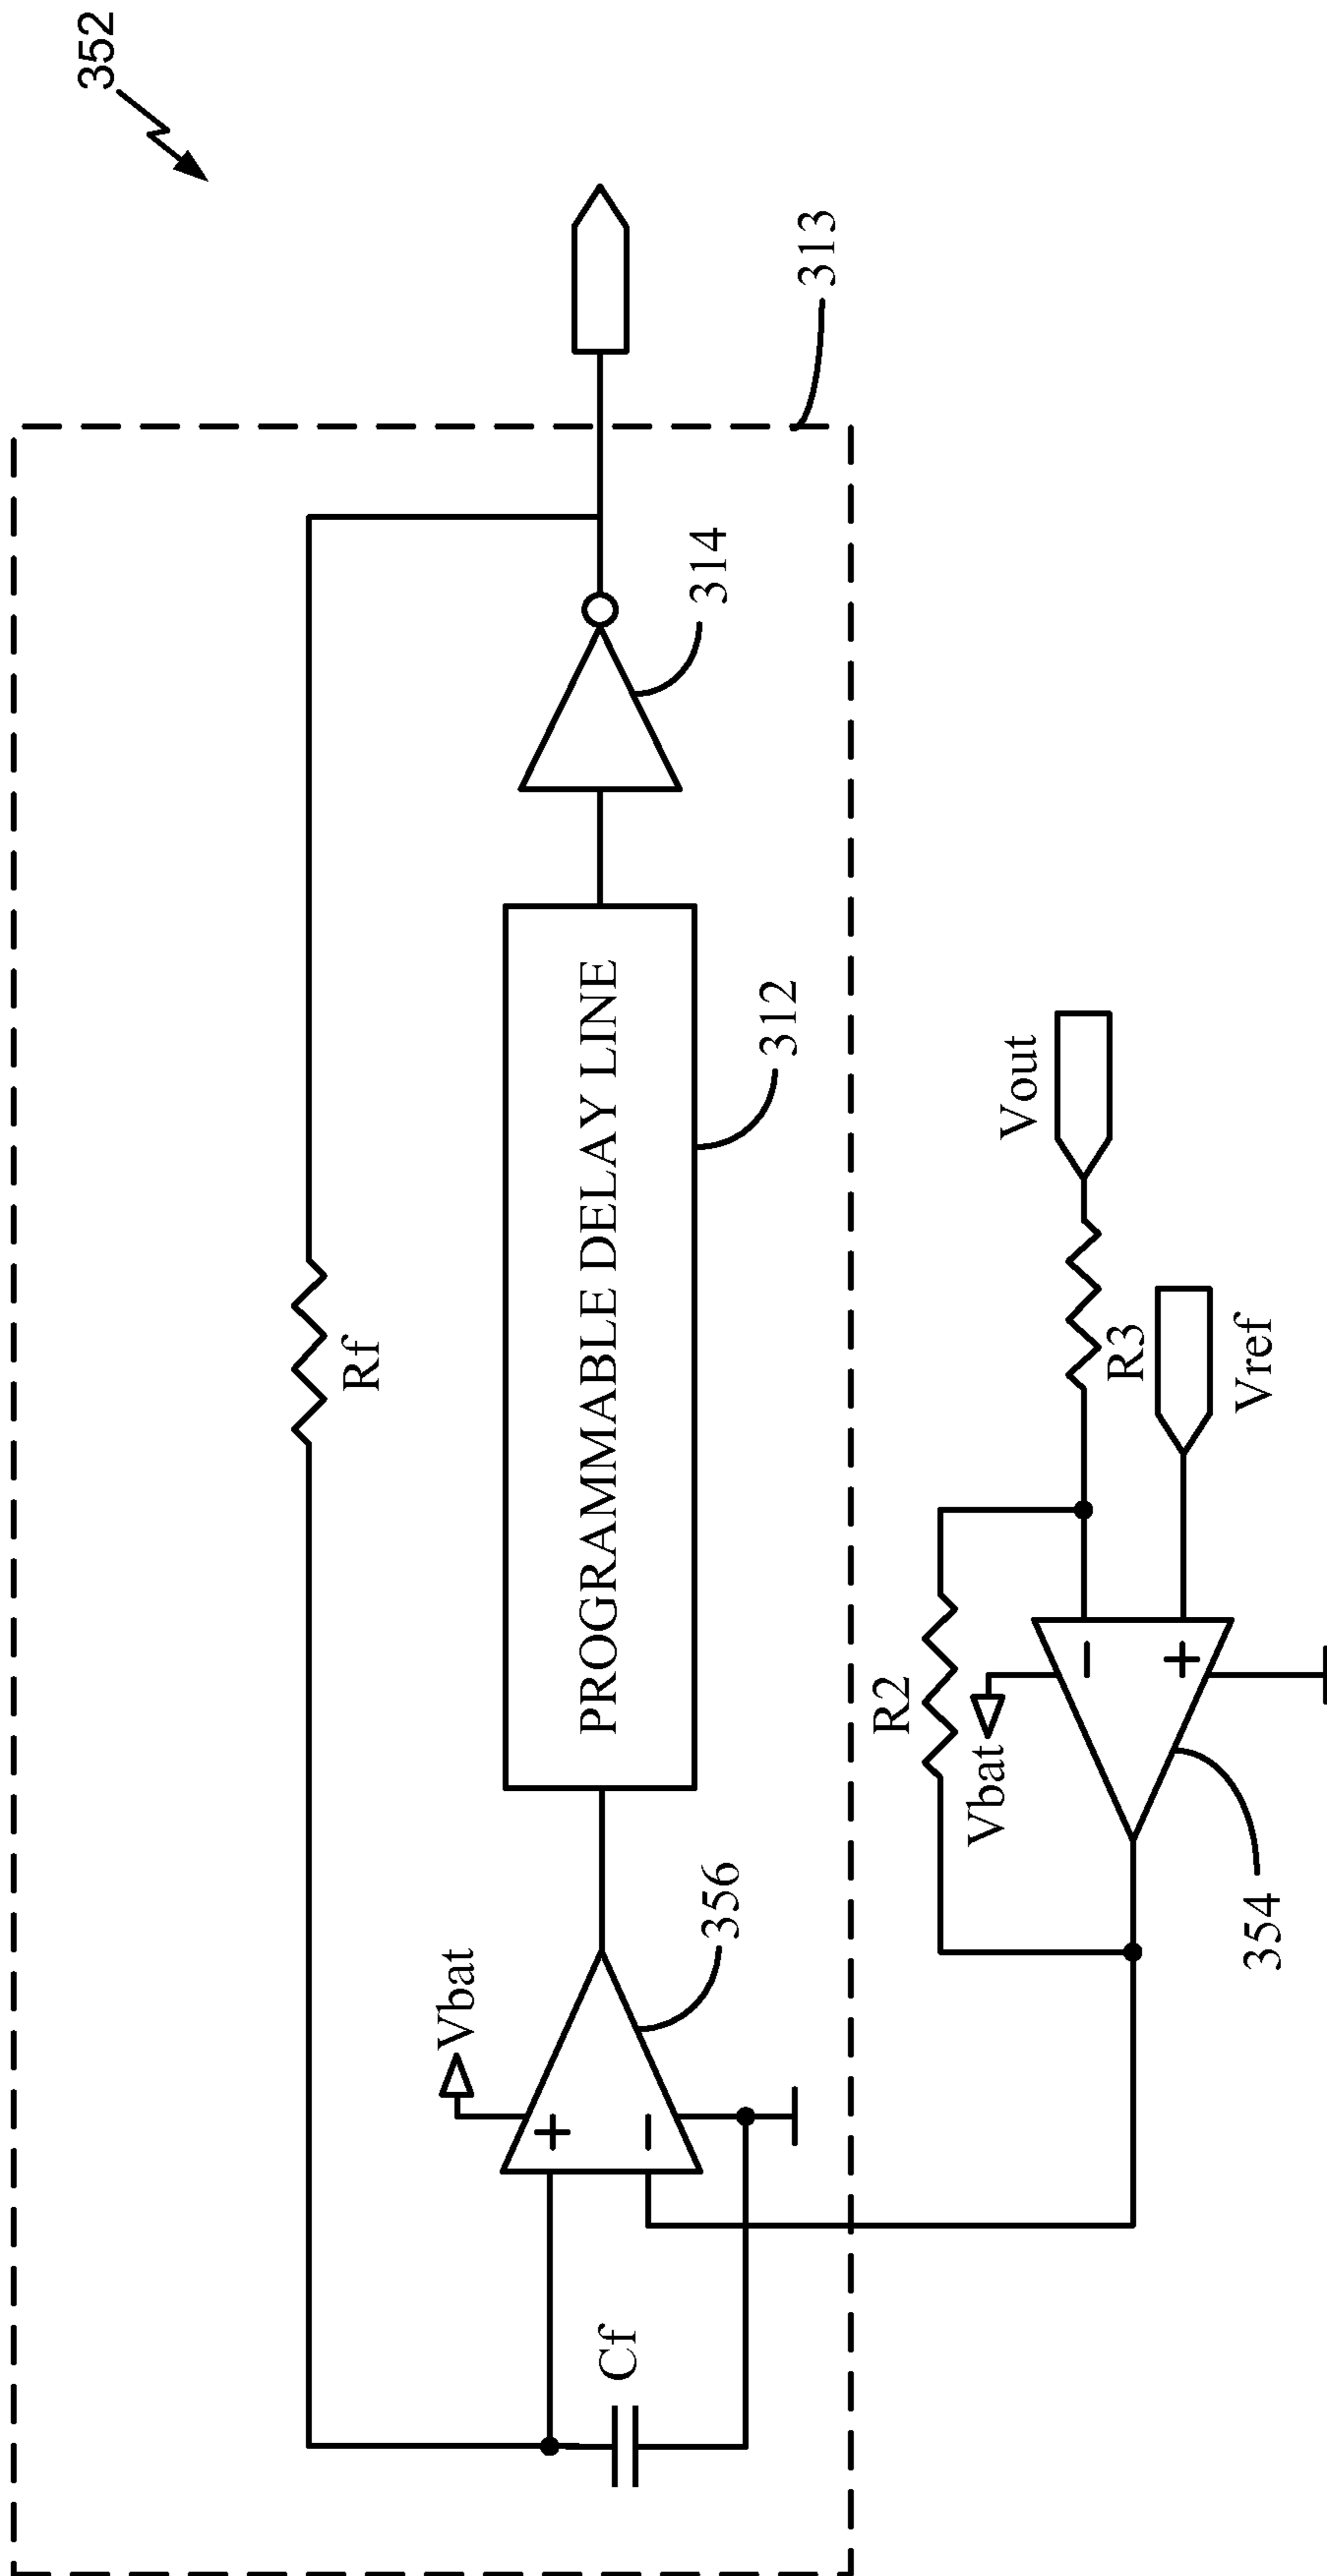 352
313
Rf
314
PROGRAMMABLE DELAY LINE
312
Vbat
356
+
−
Cf
Vout
R3
Vref
R2
Vbat
−
+
354